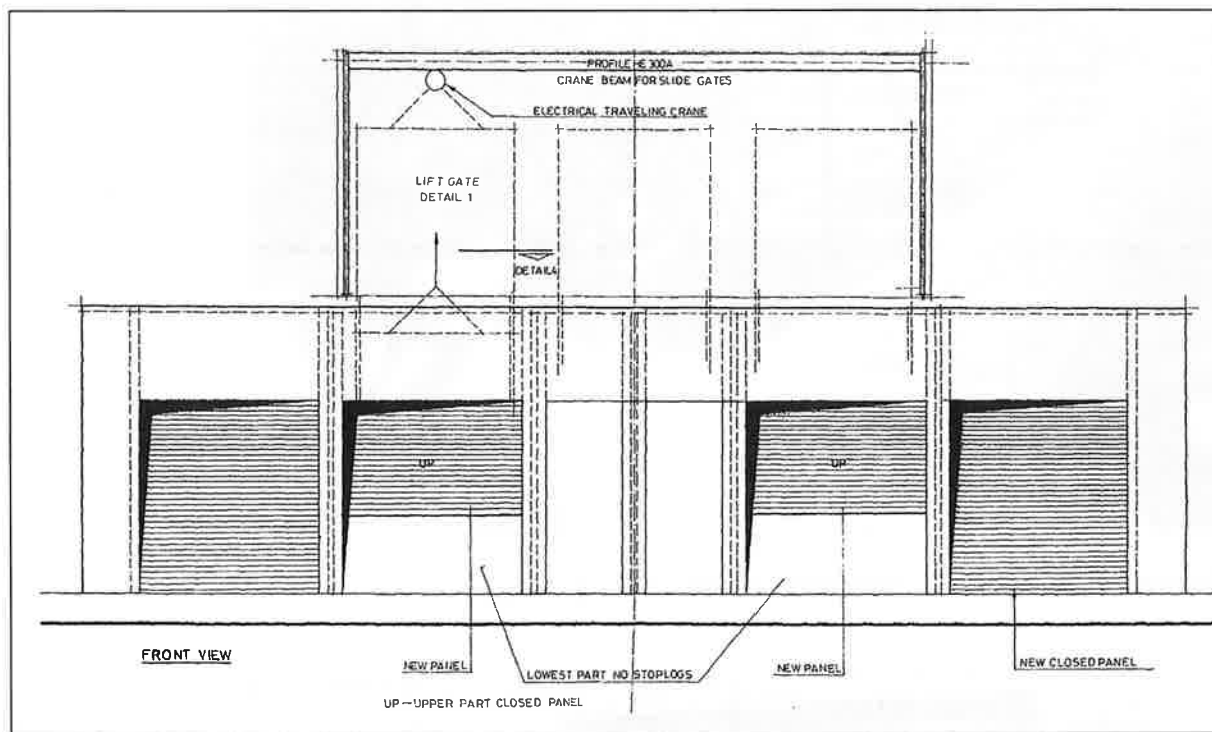 PROFILE HE 300A
CRANE BEAM FOR SLIDE GATES
ELECTRICAL TRAVELING CRANE
LIFT GATE
DETAIL 1
DETAIL4
UP
UP
FRONT VIEW
NEW PANEL
LOWEST PART NO STOPLOGS
NEW PANEL
NEW CLOSED PANEL
UP-UPPER PART CLOSED PANEL